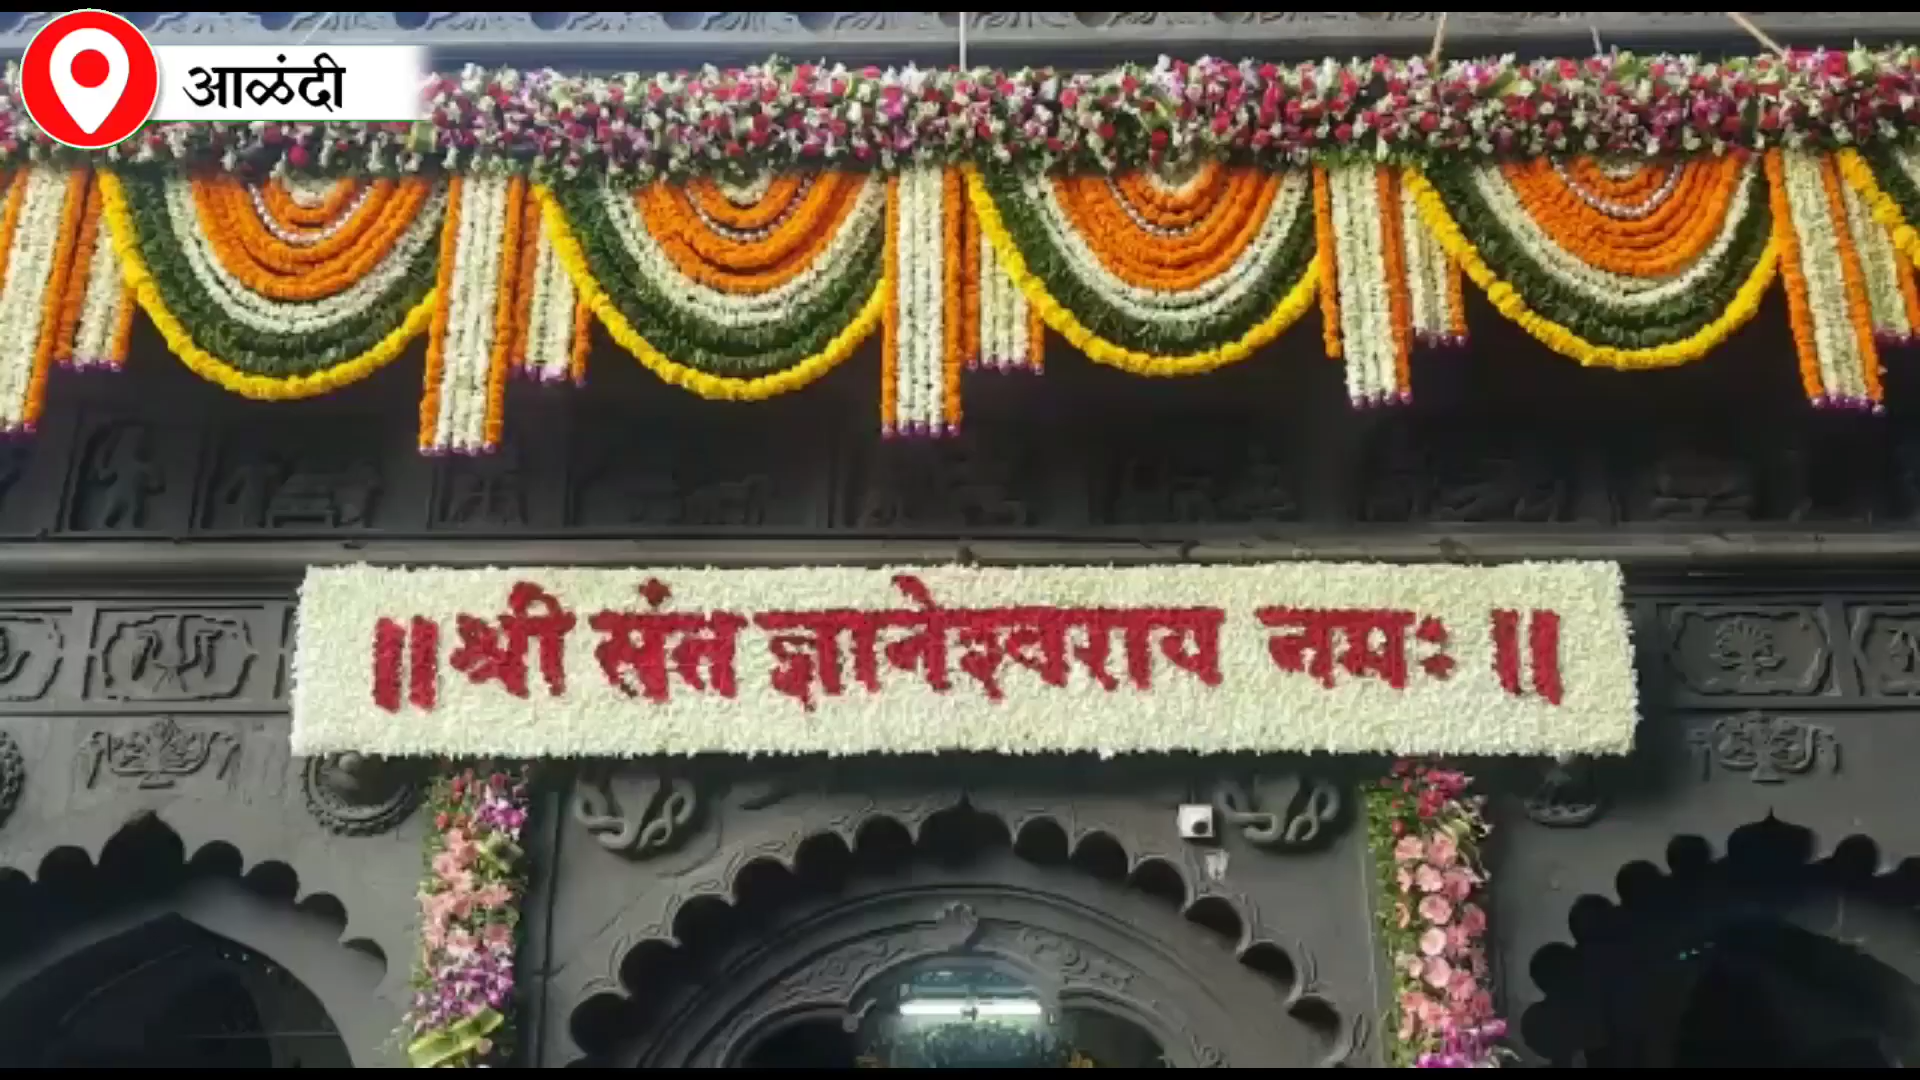 आळंदी
॥ श्री संत ज्ञानेश्वराय नमः ॥